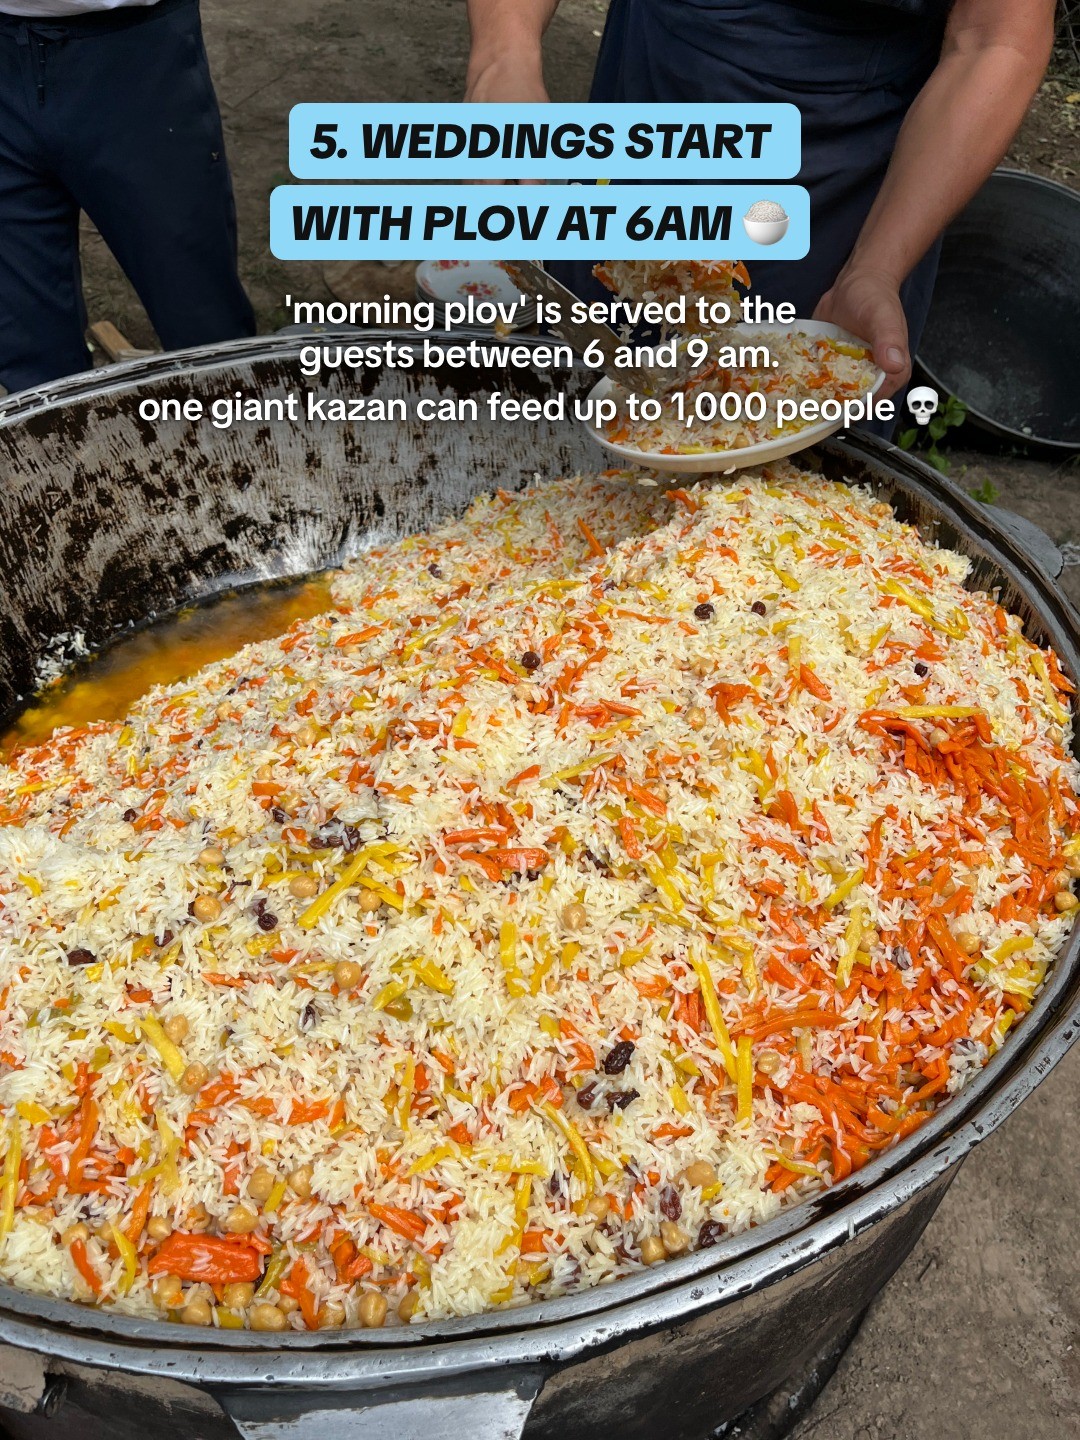 5. WEDDINGS START
WITH PLOV AT 6AM 🍚
'morning plov' is served to the
guests between 6 and 9 am.
one giant kazan can feed up to 1,000 people 💀